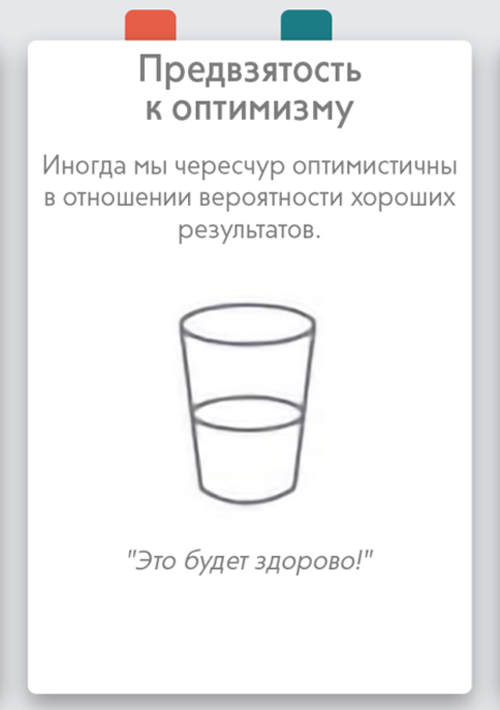 Предвзятость
к оптимизму
Иногда мы чересчур оптимистичны
в отношении вероятности хороших
результатов.
"Это будет здорово!"